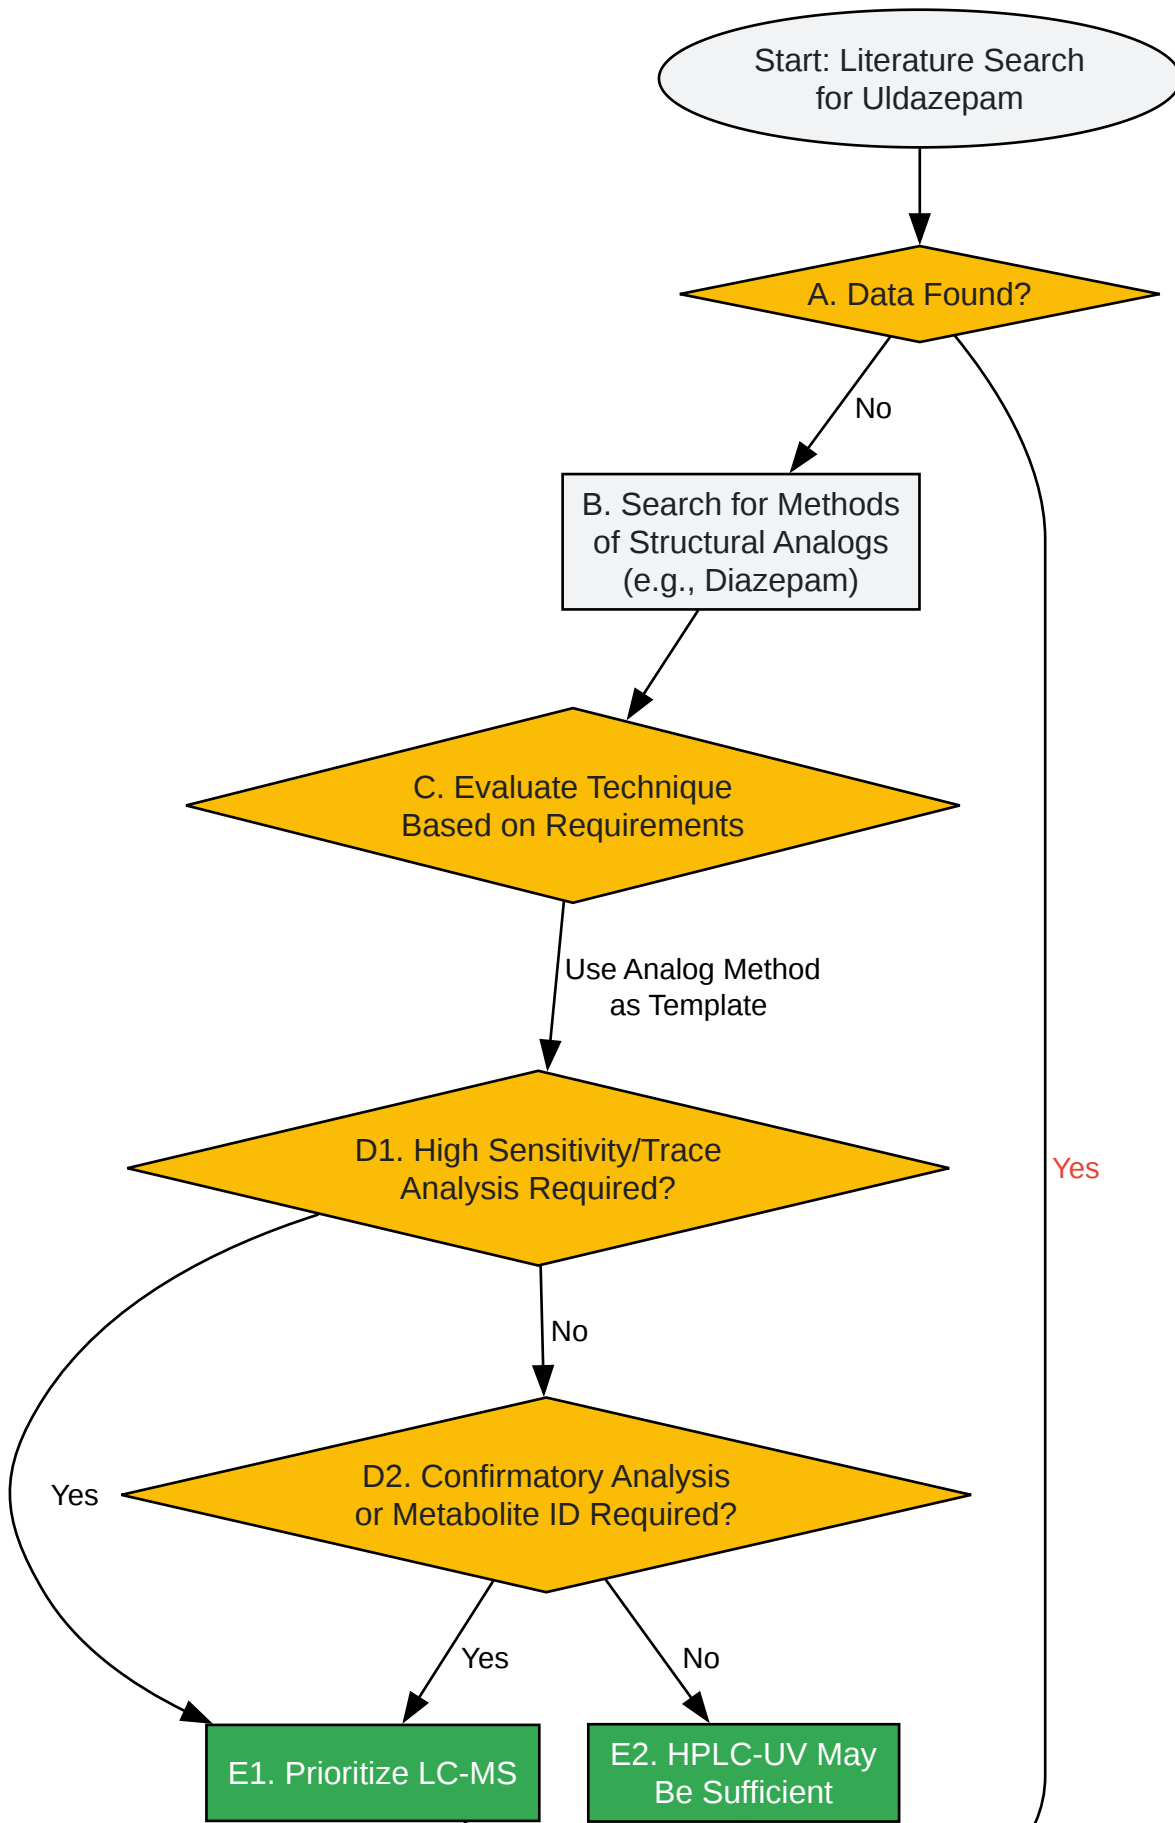 Start: Literature Search
for Uldazepam
A. Data Found?
No
B. Search for Methods
of Structural Analogs
(e.g., Diazepam)
C. Evaluate Technique
Based on Requirements
Use Analog Method
as Template
D1. High Sensitivity/Trace
Analysis Required?
Yes
No
D2. Confirmatory Analysis
or Metabolite ID Required?
Yes
Yes
No
E1. Prioritize LC-MS
E2. HPLC-UV May
Be Sufficient